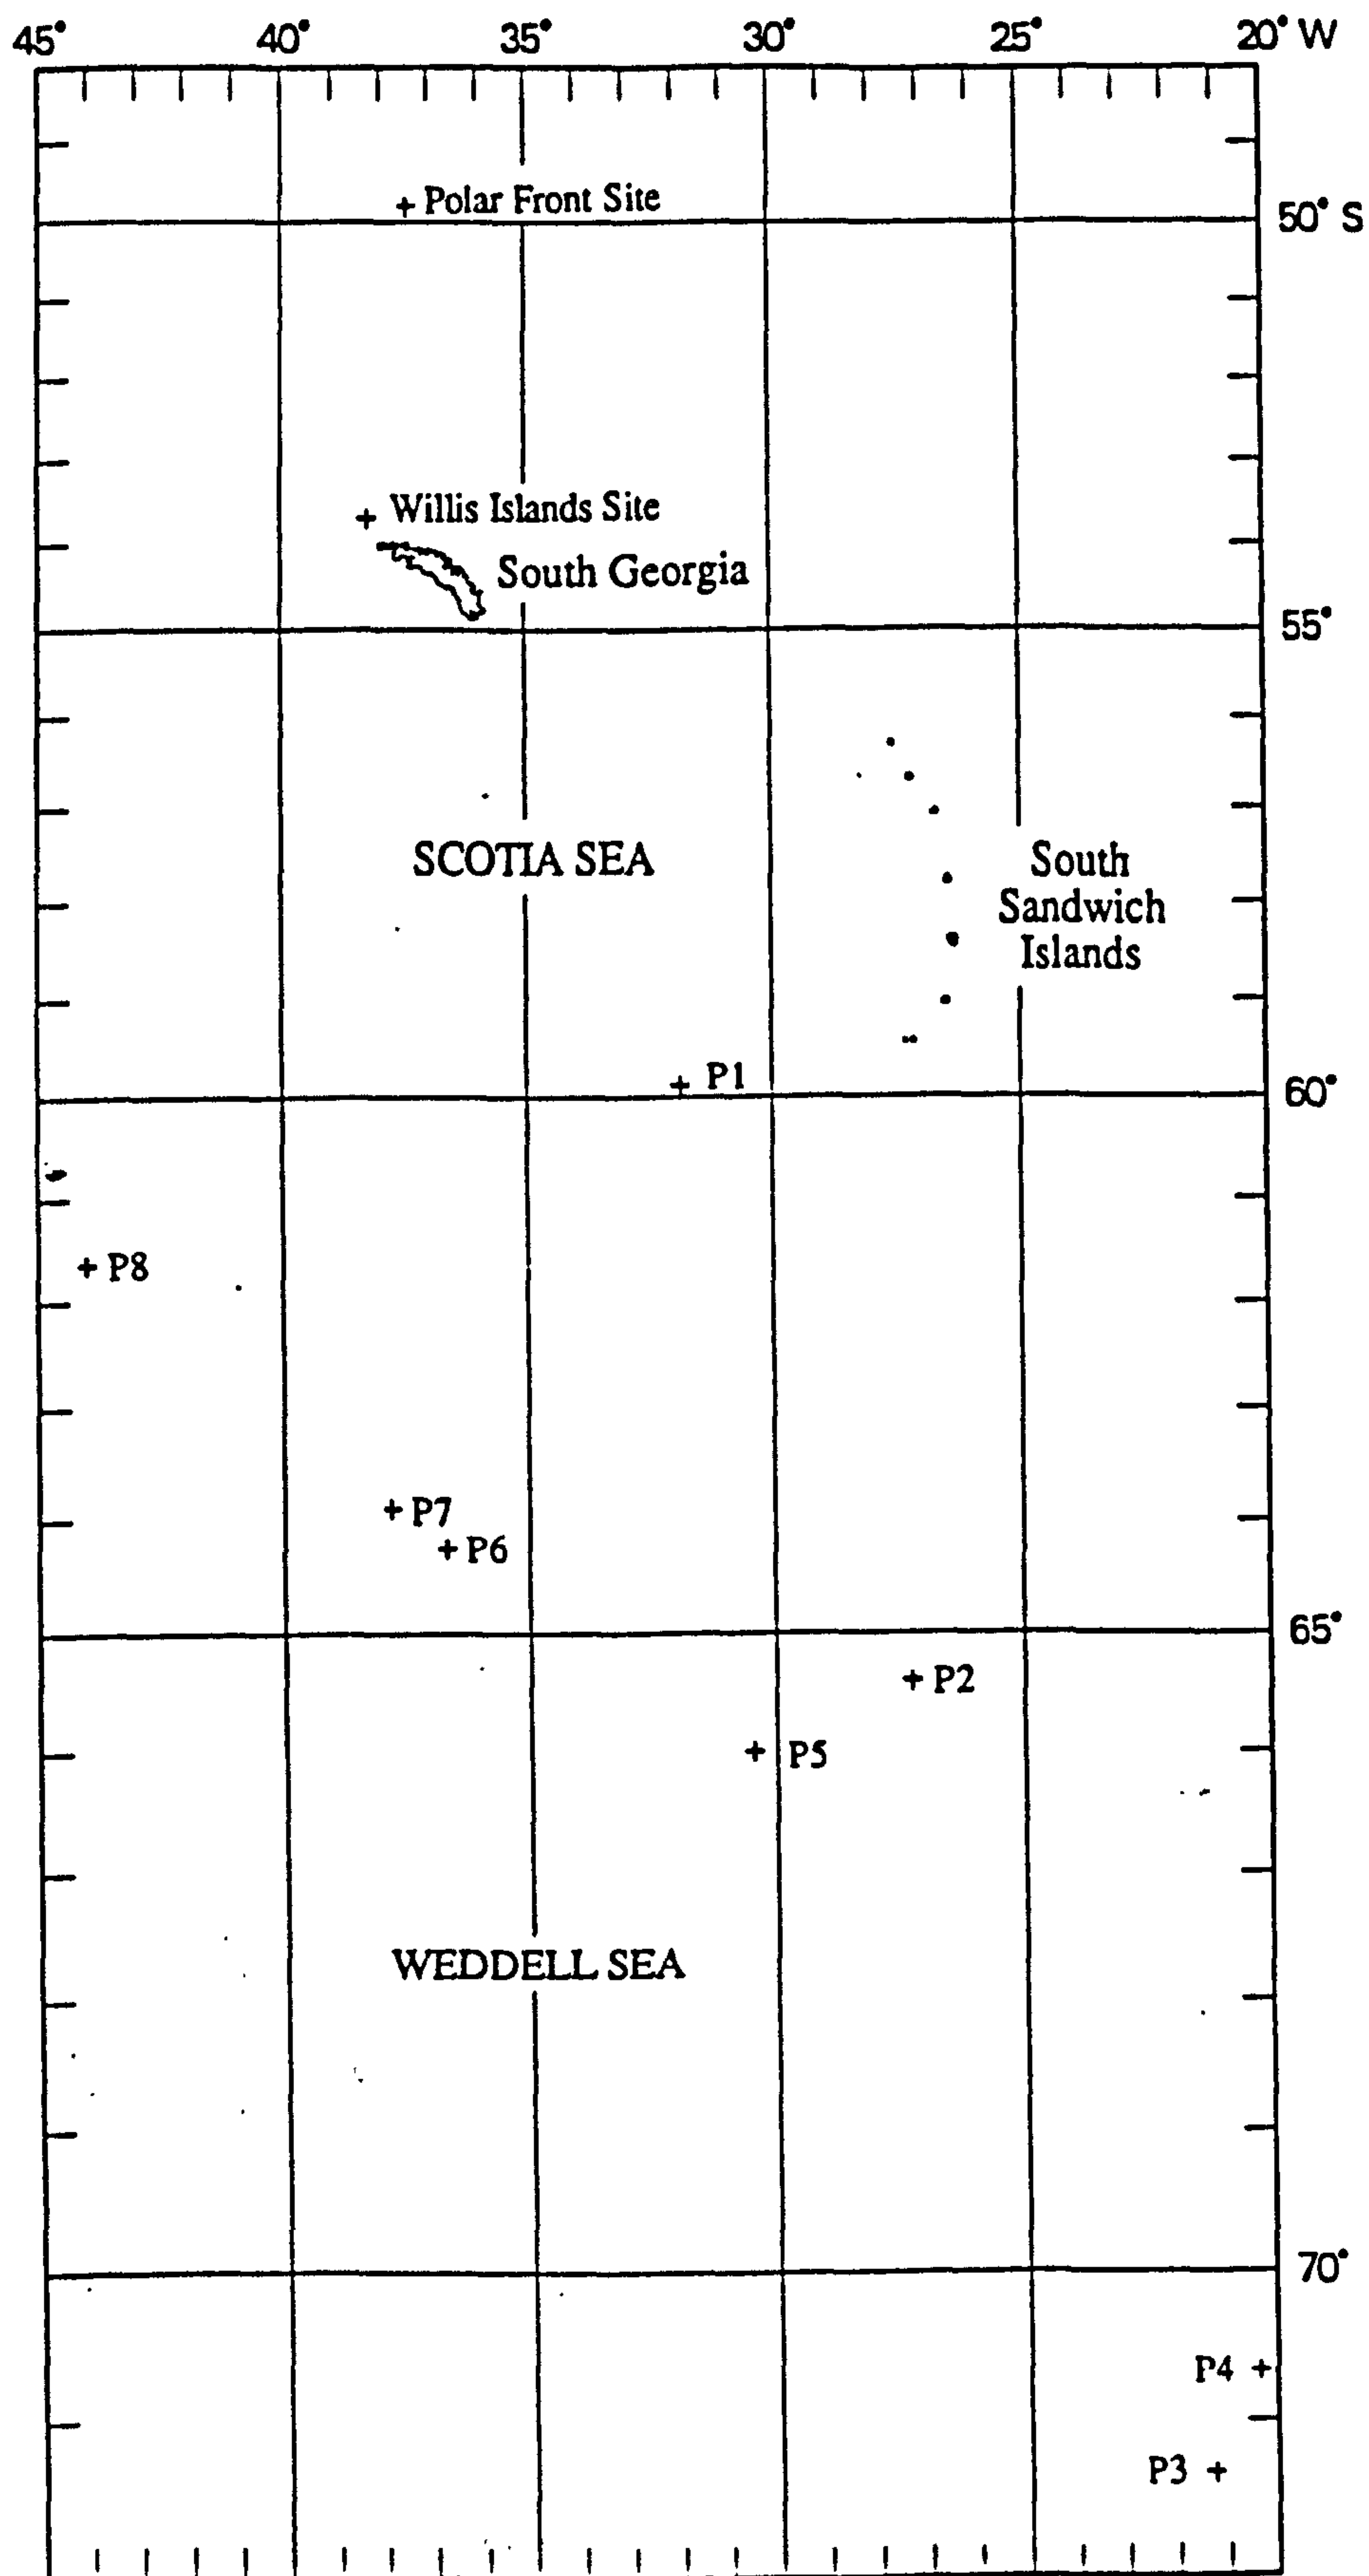 45° 40° 35° 30° 25° 20° W
Polar Front Site
50° S
Willis Islands Site
South Georgia
55°
SCOTIA SEA
South
Sandwich
Islands
P1
60°
P8
P7
P6
65°
P2
P5
WEDDELL SEA
70°
P4
P3